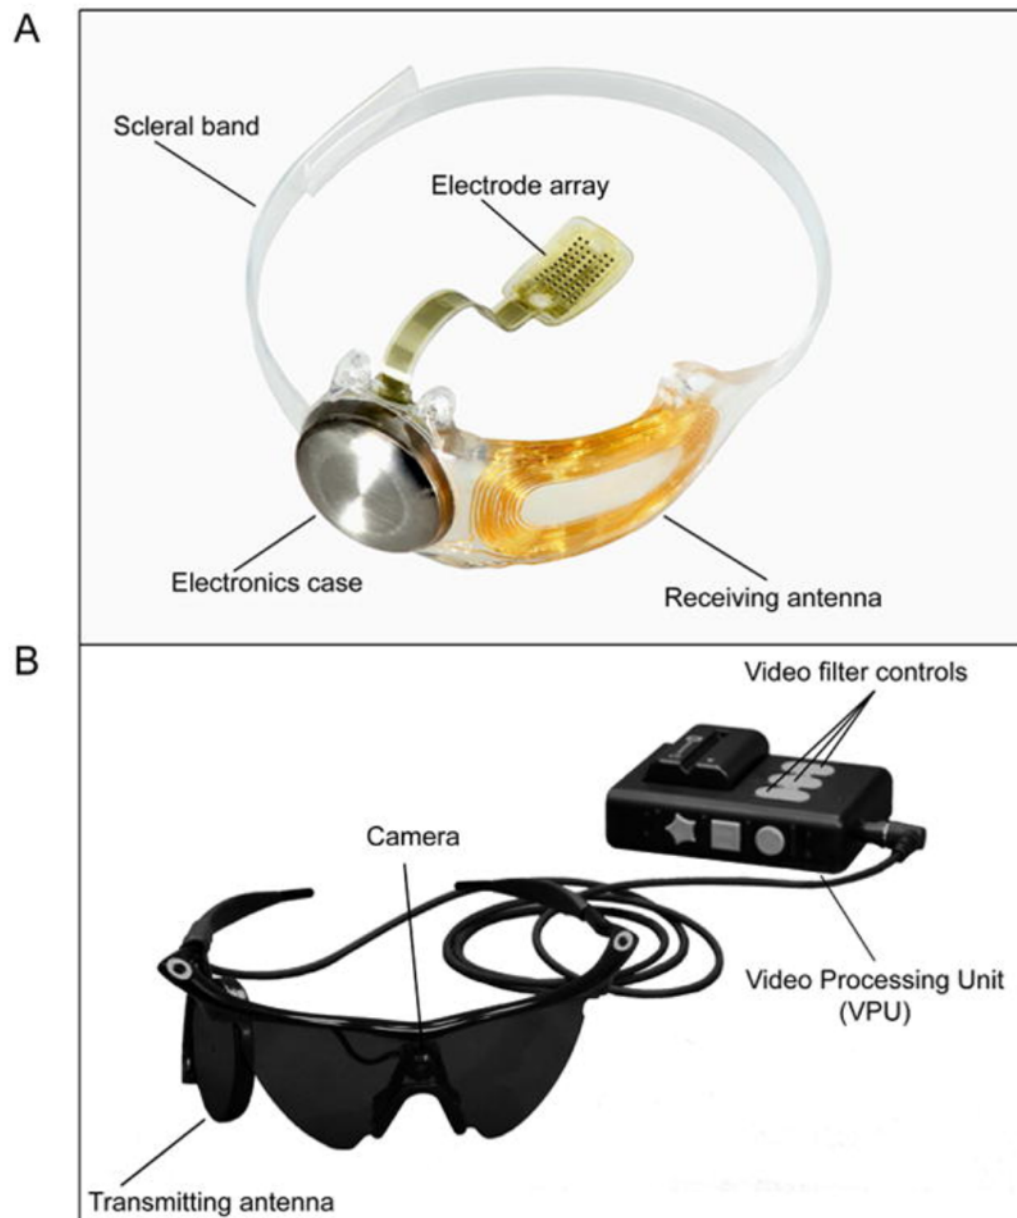 A
Scleral band
Electrode array
Electronics case
Receiving antenna
B
Video filter controls
Camera
Video Processing Unit
(VPU)
Transmitting antenna